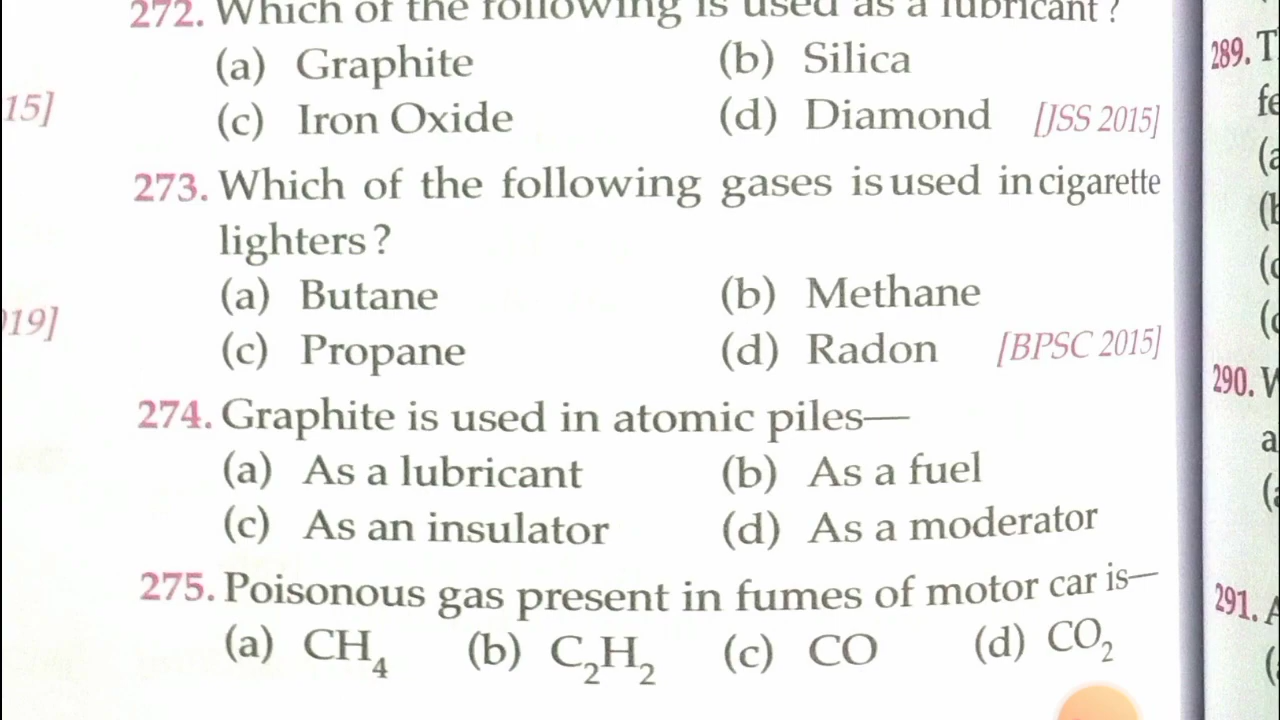 272. Which of the following is used as a lubricant ?
(a) Graphite (b) Silica
(c) Iron Oxide (d) Diamond [JSS 2015]
15]
273. Which of the following gases is used in cigarette
lighters ?
(a) Butane (b) Methane
(c) Propane (d) Radon [BPSC 2015]
19]
274. Graphite is used in atomic piles—
(a) As a lubricant (b) As a fuel
(c) As an insulator (d) As a moderator
275. Poisonous gas present in fumes of motor car is—
(a) CH₄ (b) C₂H₂ (c) CO (d) CO₂
289.
290.
291.